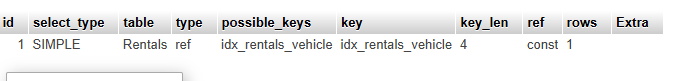 id select_type table type possible_keys key key_len ref rows Extra
1 SIMPLE Rentals ref idx_rentals_vehicle idx_rentals_vehicle 4 const 1